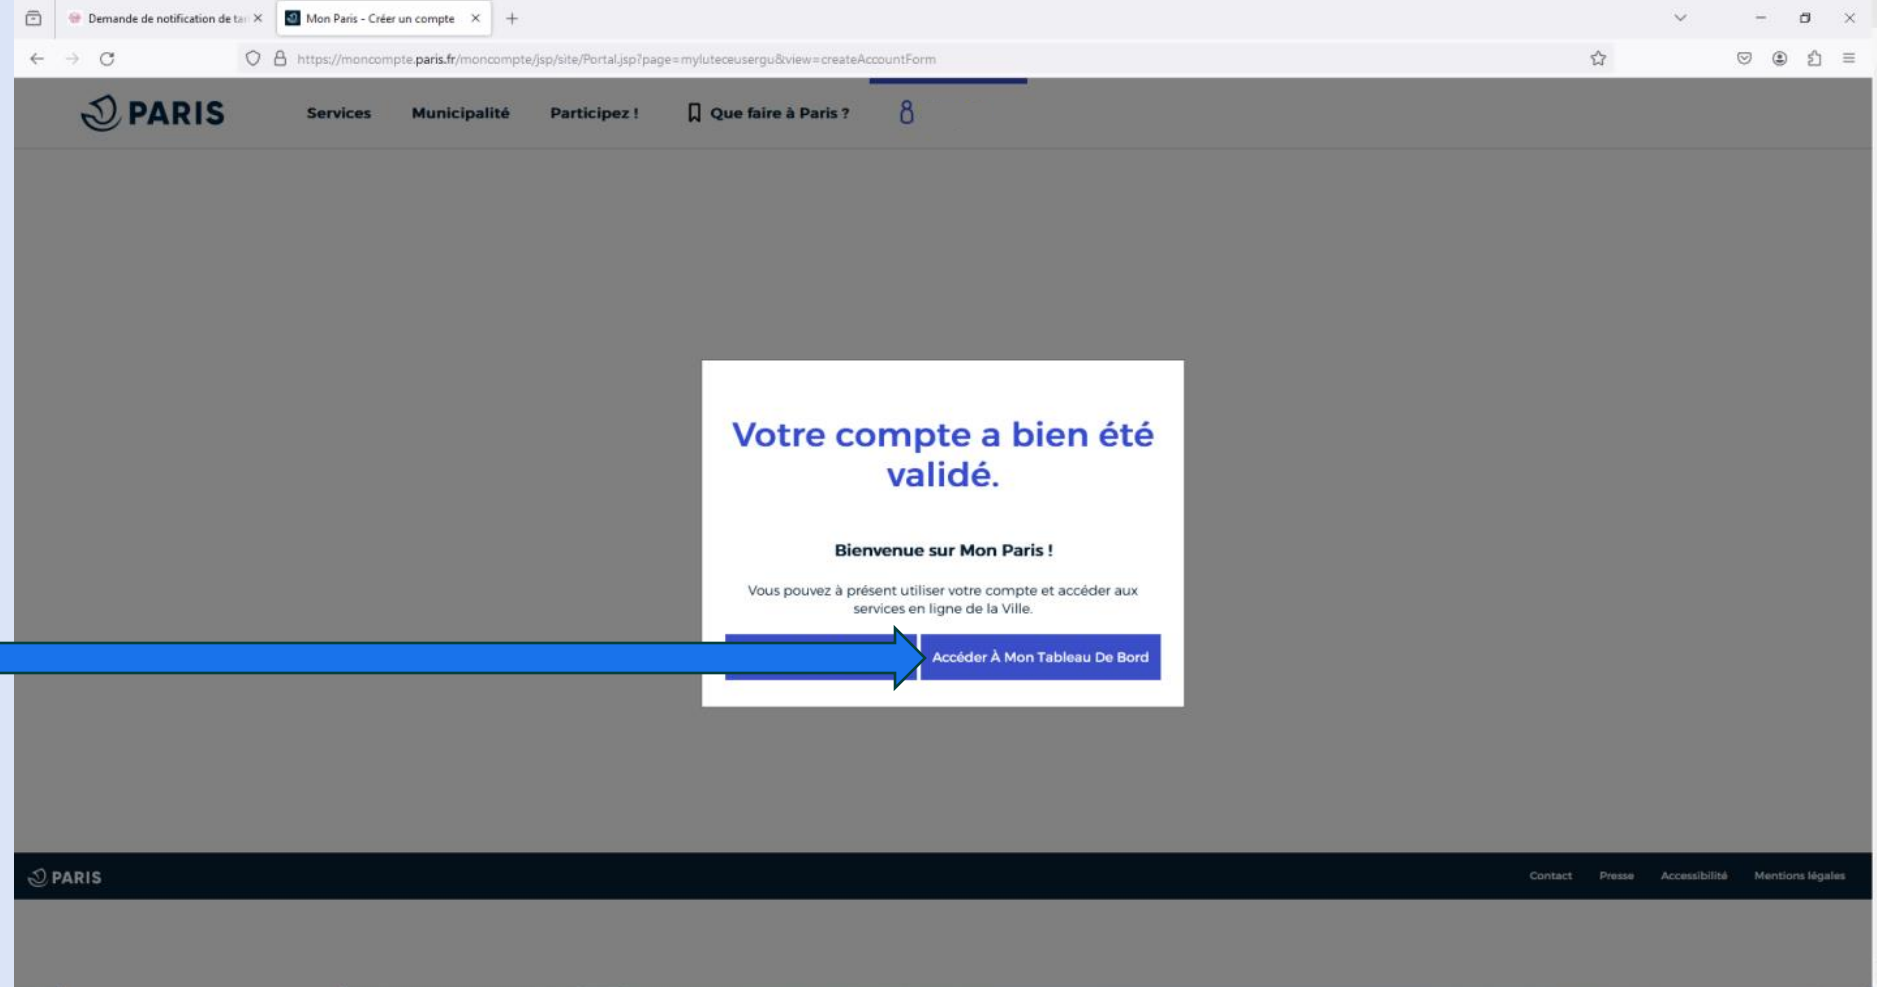 Demande de notification de tar
Mon Paris - Créer un compte
https://moncompte.paris.fr/moncompte/jsp/site/Portal.jsp?page=myluteceusergu&view=createAccountForm
PARIS Services Municipalité Participez ! Que faire à Paris ?
Votre compte a bien été
validé.
Bienvenue sur Mon Paris !
Vous pouvez à présent utiliser votre compte et accéder aux
services en ligne de la Ville.
Accéder À Mon Tableau De Bord
PARIS Contact Presse Accessibilité Mentions légales